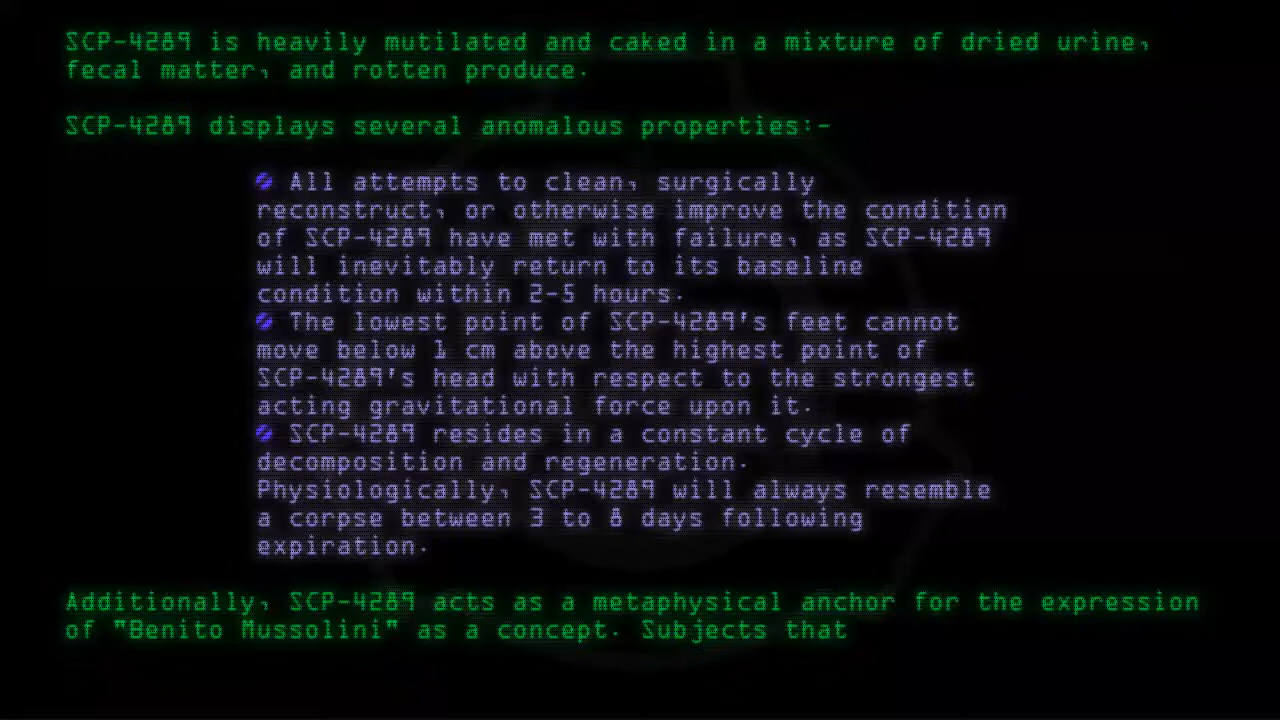 SCP-4289 is heavily mutilated and caked in a mixture of dried urine,
fecal matter, and rotten produce.
SCP-4289 displays several anomalous properties:-
All attempts to clean, surgically
reconstruct, or otherwise improve the condition
of SCP-4289 have met with failure, as SCP-4289
will inevitably return to its baseline
condition within 2-5 hours.
The lowest point of SCP-4289's feet cannot
move below 1 cm above the highest point of
SCP-4289's head with respect to the strongest
acting gravitational force upon it.
SCP-4289 resides in a constant cycle of
decomposition and regeneration.
Physiologically, SCP-4289 will always resemble
a corpse between 3 to 8 days following
expiration.
Additionally, SCP-4289 acts as a metaphysical anchor for the expression
of "Benito Mussolini" as a concept. Subjects that